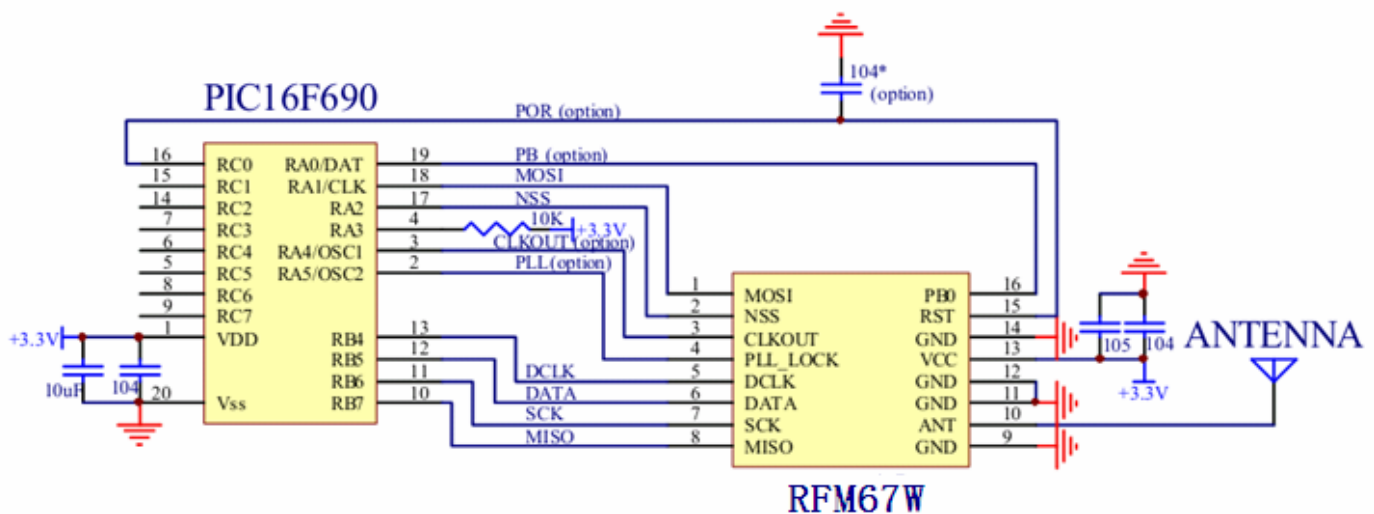 104*
(option)
PIC16F690
POR (option)
16 RC0 RA0/DAT 19 PB (option)
15 RC1 RA1/CLK 18 MOSI
14 RC2 RA2 17 NSS
7 RC3 RA3 4 10K +3.3V
6 RC4 RA4/OSC1 3 CLKOUT (option)
5 RC5 RA5/OSC2 2 PLL(option)
8 RC6
9 RC7
+3.3V 1 VDD RB4 13 DCLK
RB5 12 DATA
RB6 11 SCK
10uF 104 20 Vss RB7 10 MISO
1 MOSI PB0 16
2 NSS RST 15
3 CLKOUT GND 14
4 PLL_LOCK VCC 13
5 DCLK GND 12
6 DATA GND 11
7 SCK ANT 10
8 MISO GND 9
105 104
+3.3V
ANTENNA
RFM67W